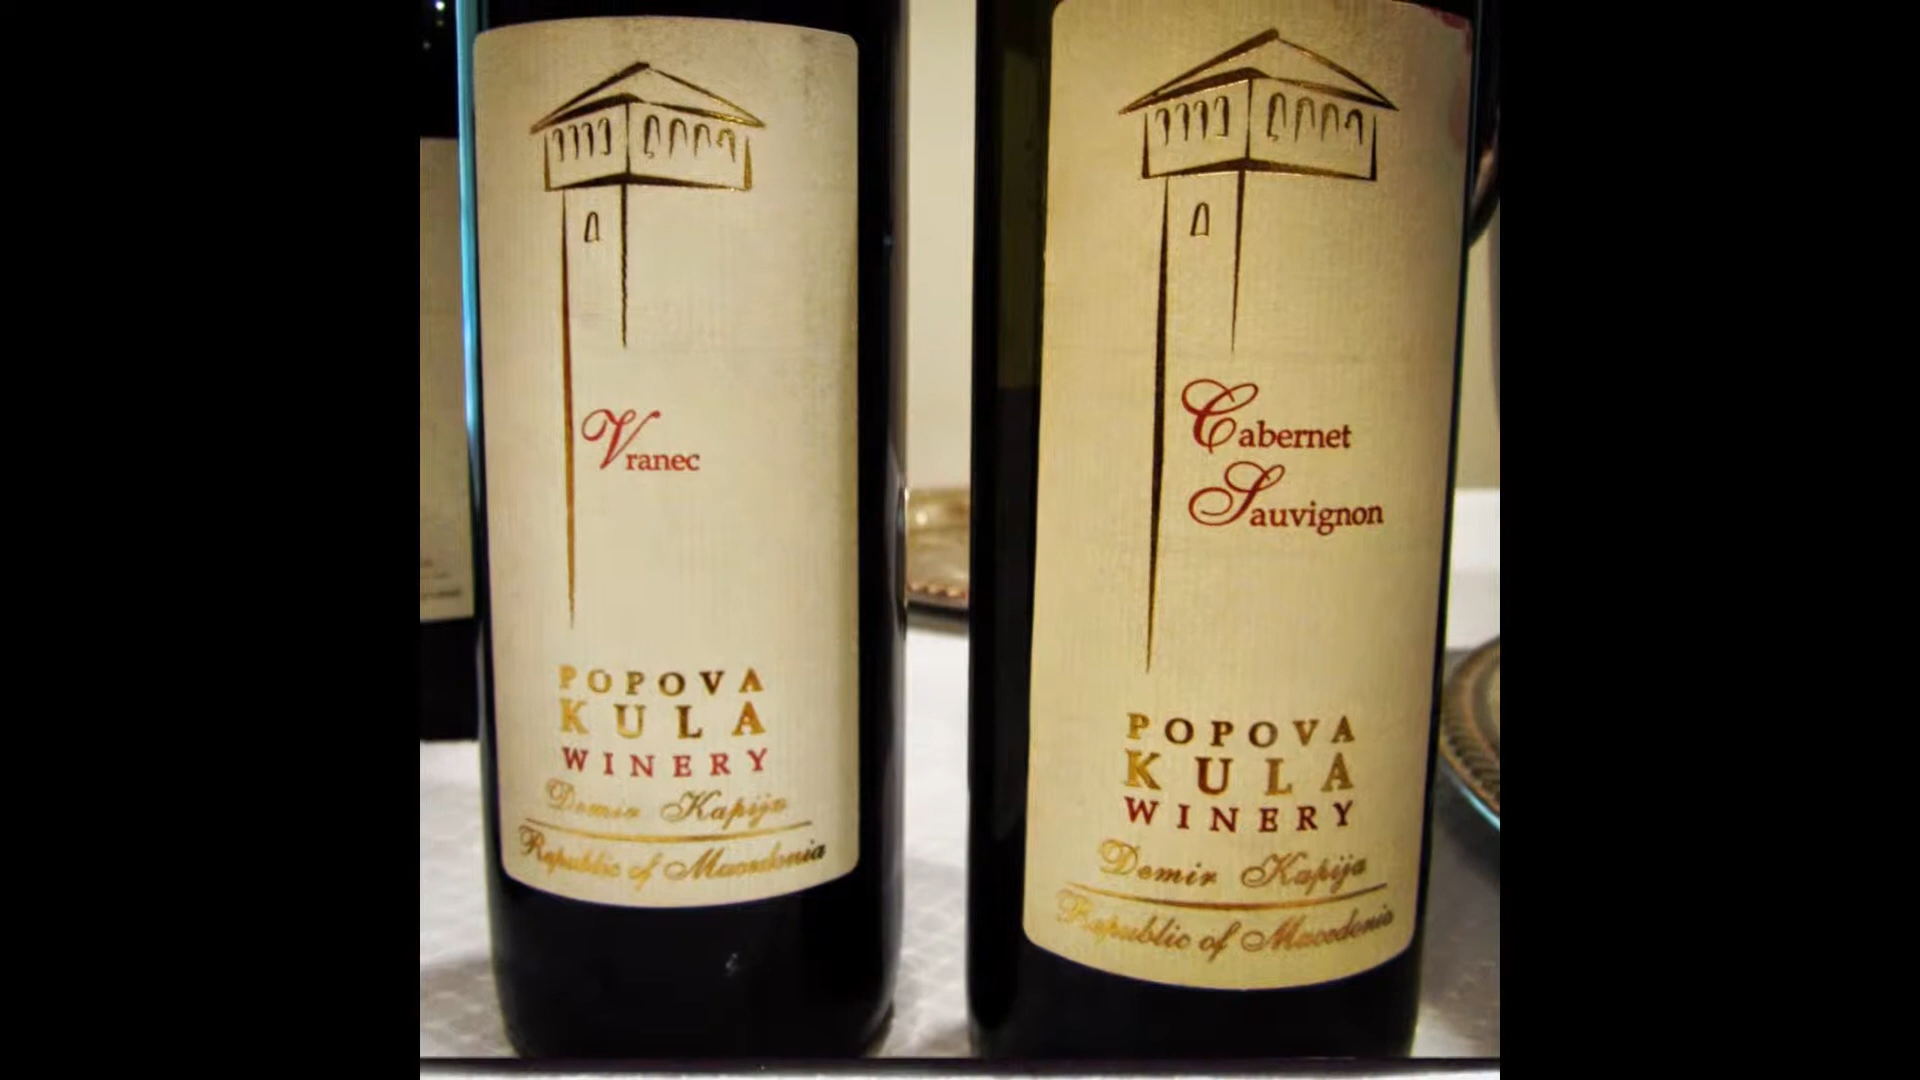 Vranec
POPOVA
KULA
WINERY
Demir Kapija
Republic of Macedonia
Cabernet
Sauvignon
POPOVA
KULA
WINERY
Demir Kapija
Republic of Macedonia